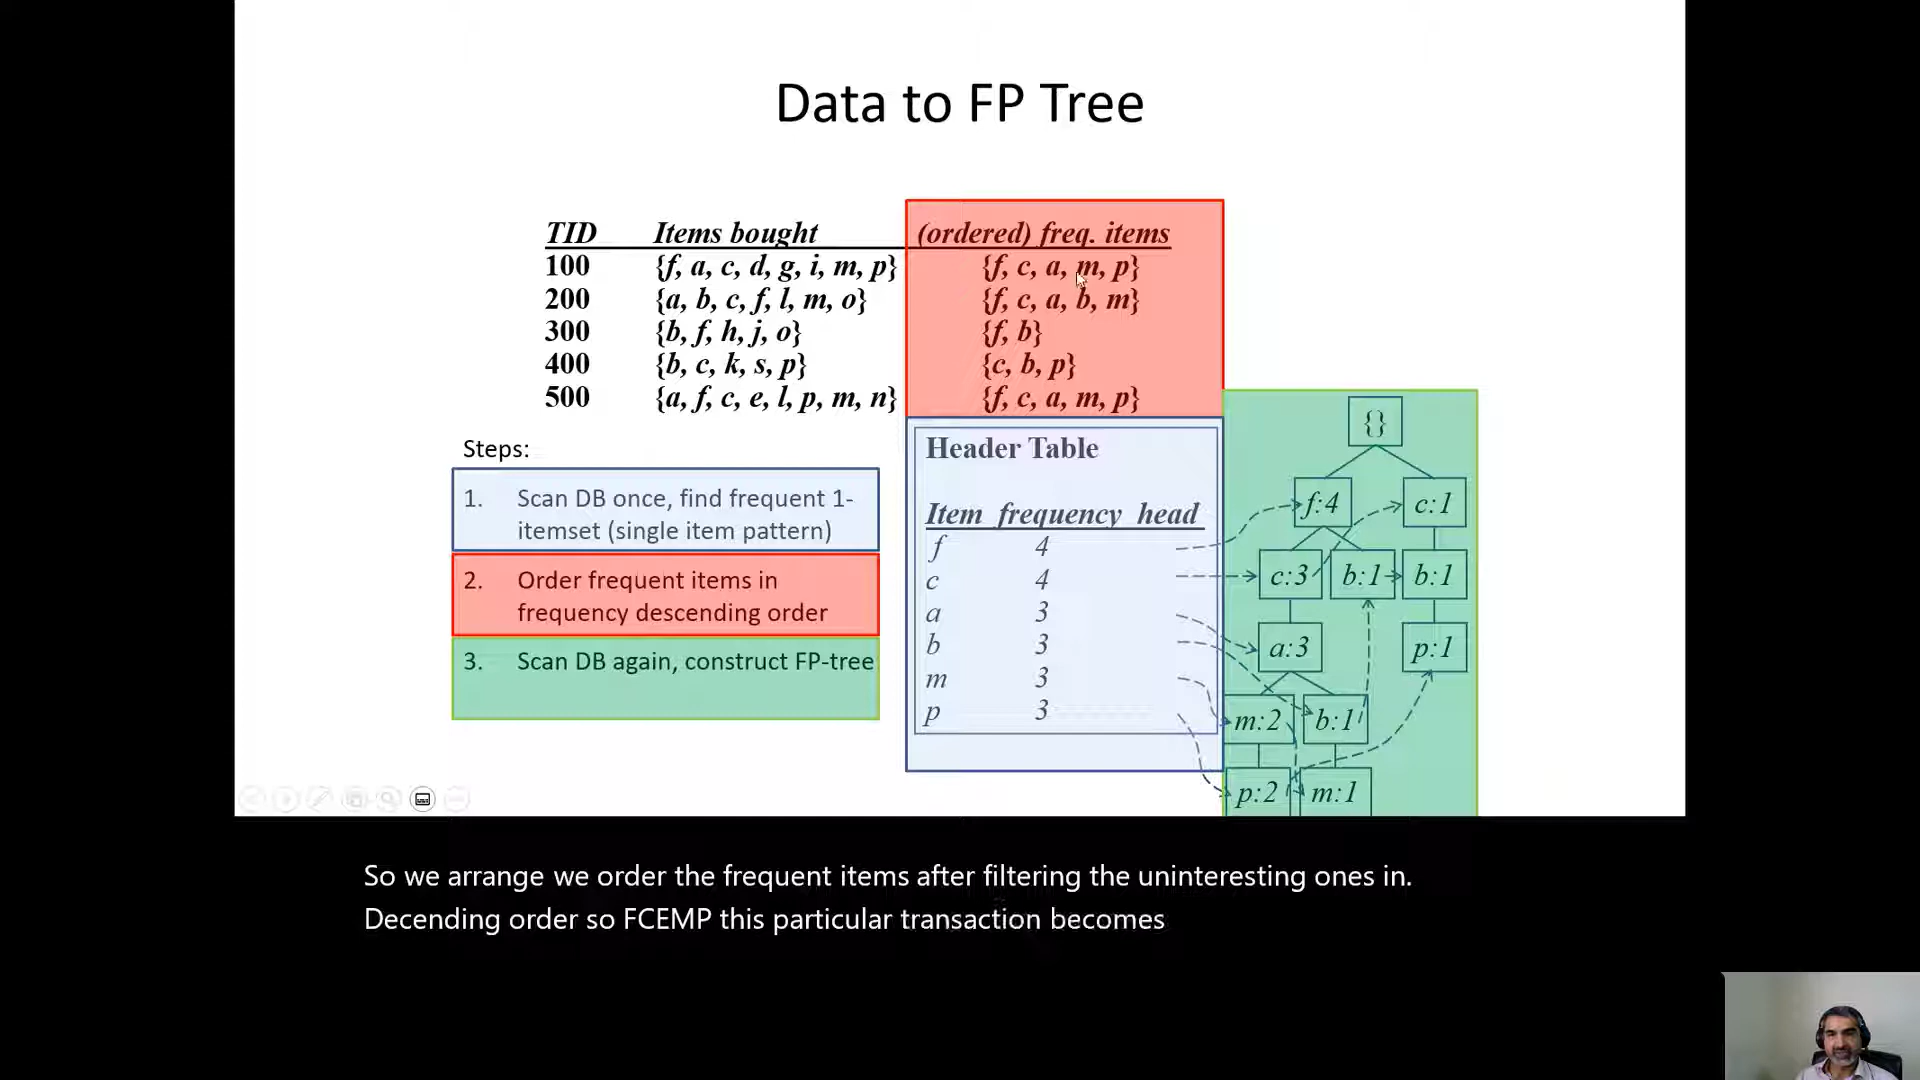 Data to FP Tree
TID Items bought (ordered) freq. items
100 {f, a, c, d, g, i, m, p} {f, c, a, m, p}
200 {a, b, c, f, l, m, o} {f, c, a, b, m}
300 {b, f, h, j, o} {f, b}
400 {b, c, k, s, p} {c, b, p}
500 {a, f, c, e, l, p, m, n} {f, c, a, m, p}
Steps:
1. Scan DB once, find frequent 1-
itemset (single item pattern)
2. Order frequent items in
frequency descending order
3. Scan DB again, construct FP-tree
Header Table
Item frequency head
f 4
c 4
a 3
b 3
m 3
p 3
{}
f:4 c:1
c:3 b:1 b:1
a:3 p:1
m:2 b:1
p:2 m:1
So we arrange we order the frequent items after filtering the uninteresting ones in.
Decending order so FCEMP this particular transaction becomes